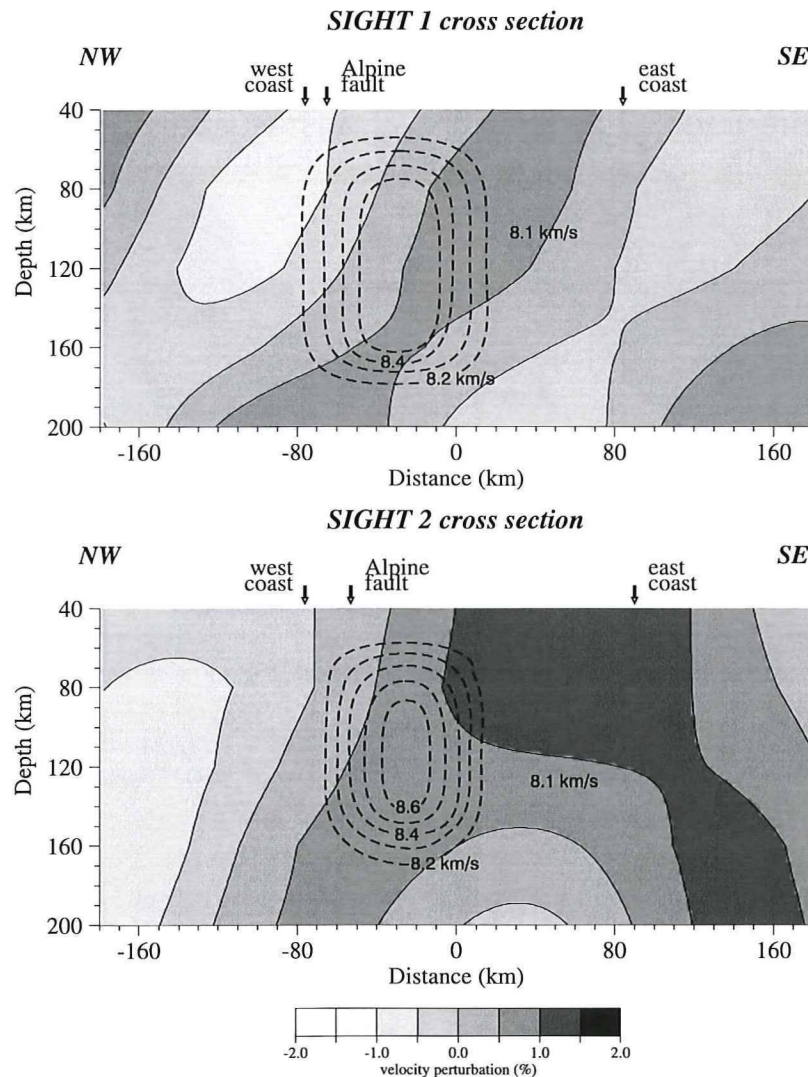 SIGHT 1 cross section
NW
SE
west coast
Alpine fault
east coast
40
80
120
160
200
Depth (km)
8.1 km/s
8.4
8.2 km/s
-160
-80
0
80
160
Distance (km)
SIGHT 2 cross section
NW
SE
west coast
Alpine fault
east coast
40
80
120
160
200
Depth (km)
8.6
8.4
8.2 km/s
8.1 km/s
-160
-80
0
80
160
Distance (km)
-2.0
-1.0
0.0
1.0
2.0
velocity perturbation (%)